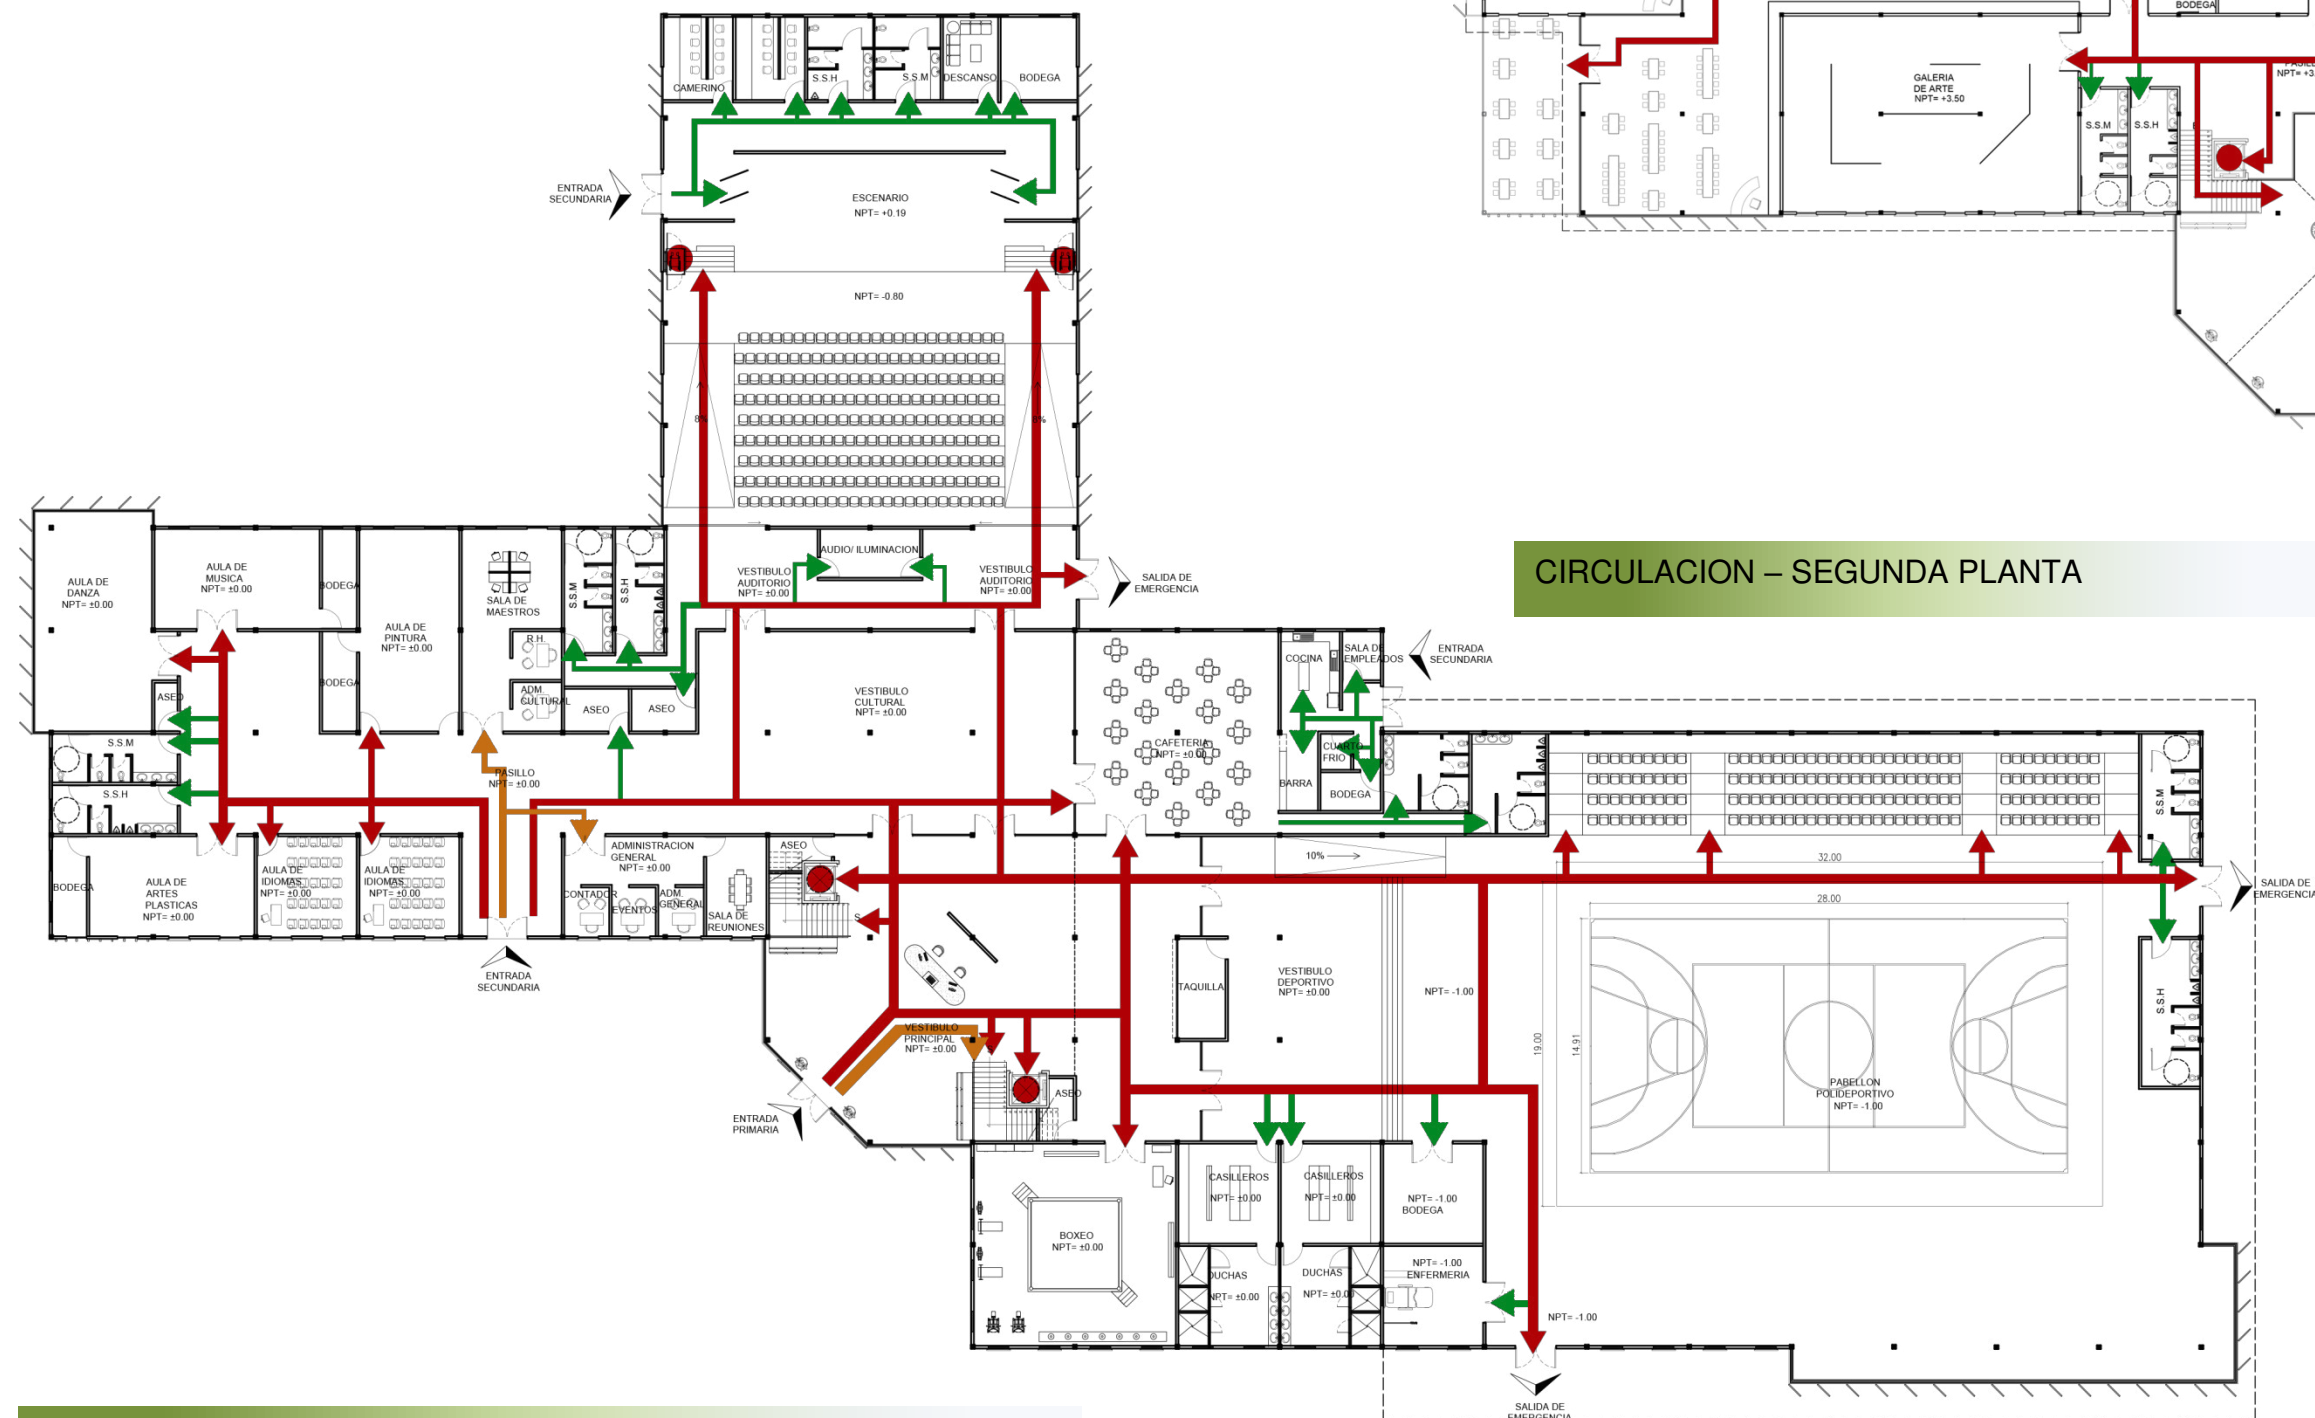 BODEGA
GALERIA
DE ARTE
NPT= +3.50
S.S.M
S.S.H
CAMERINO
S.S.H
S.S.M
DESCANSO
BODEGA
ENTRADA
SECUNDARIA
ESCENARIO
NPT= +0.19
NPT= -0.80
8%
8%
CIRCULACION – SEGUNDA PLANTA
AUDIO/ ILUMINACION
VESTIBULO
AUDITORIO
NPT= ±0.00
VESTIBULO
AUDITORIO
NPT= ±0.00
SALIDA DE
EMERGENCIA
AULA DE
DANZA
NPT= ±0.00
AULA DE
MUSICA
NPT= ±0.00
BODEGA
AULA DE
PINTURA
NPT= ±0.00
BODEGA
SALA DE
MAESTROS
R.H.
ADM.
CULTURAL
S.S.M
S.S.H
ASEO
ASEO
ASEO
VESTIBULO
CULTURAL
NPT= ±0.00
CAFETERIA
NPT= ±0.00
COCINA
SALA DE
EMPLEADOS
ENTRADA
SECUNDARIA
CUARTO
FRIO
BARRA
BODEGA
S.S.M
S.S.H
PASILLO
NPT= ±0.00
BODEGA
AULA DE
ARTES
PLASTICAS
NPT= ±0.00
AULA DE
IDIOMAS
NPT= ±0.00
AULA DE
IDIOMAS
NPT= ±0.00
ADMINISTRACION
GENERAL
NPT= ±0.00
CONTADOR
EVENTOS
ADM.
GENERAL
SALA DE
REUNIONES
ASEO
S
ENTRADA
SECUNDARIA
10%
32.00
28.00
19.00
14.91
S.S.M
SALIDA DE
EMERGENCIA
S.S.H
TAQUILLA
VESTIBULO
DEPORTIVO
NPT= ±0.00
NPT= -1.00
PABELLON
POLIDEPORTIVO
NPT= -1.00
VESTIBULO
PRINCIPAL
NPT= ±0.00
ASEO
ENTRADA
PRIMARIA
BOXEO
NPT= ±0.00
CASILLEROS
NPT= ±0.00
CASILLEROS
NPT= ±0.00
NPT= -1.00
BODEGA
DUCHAS
NPT= ±0.00
DUCHAS
NPT= ±0.00
NPT= -1.00
ENFERMERIA
NPT= -1.00
SALIDA DE
EMERGENCIA